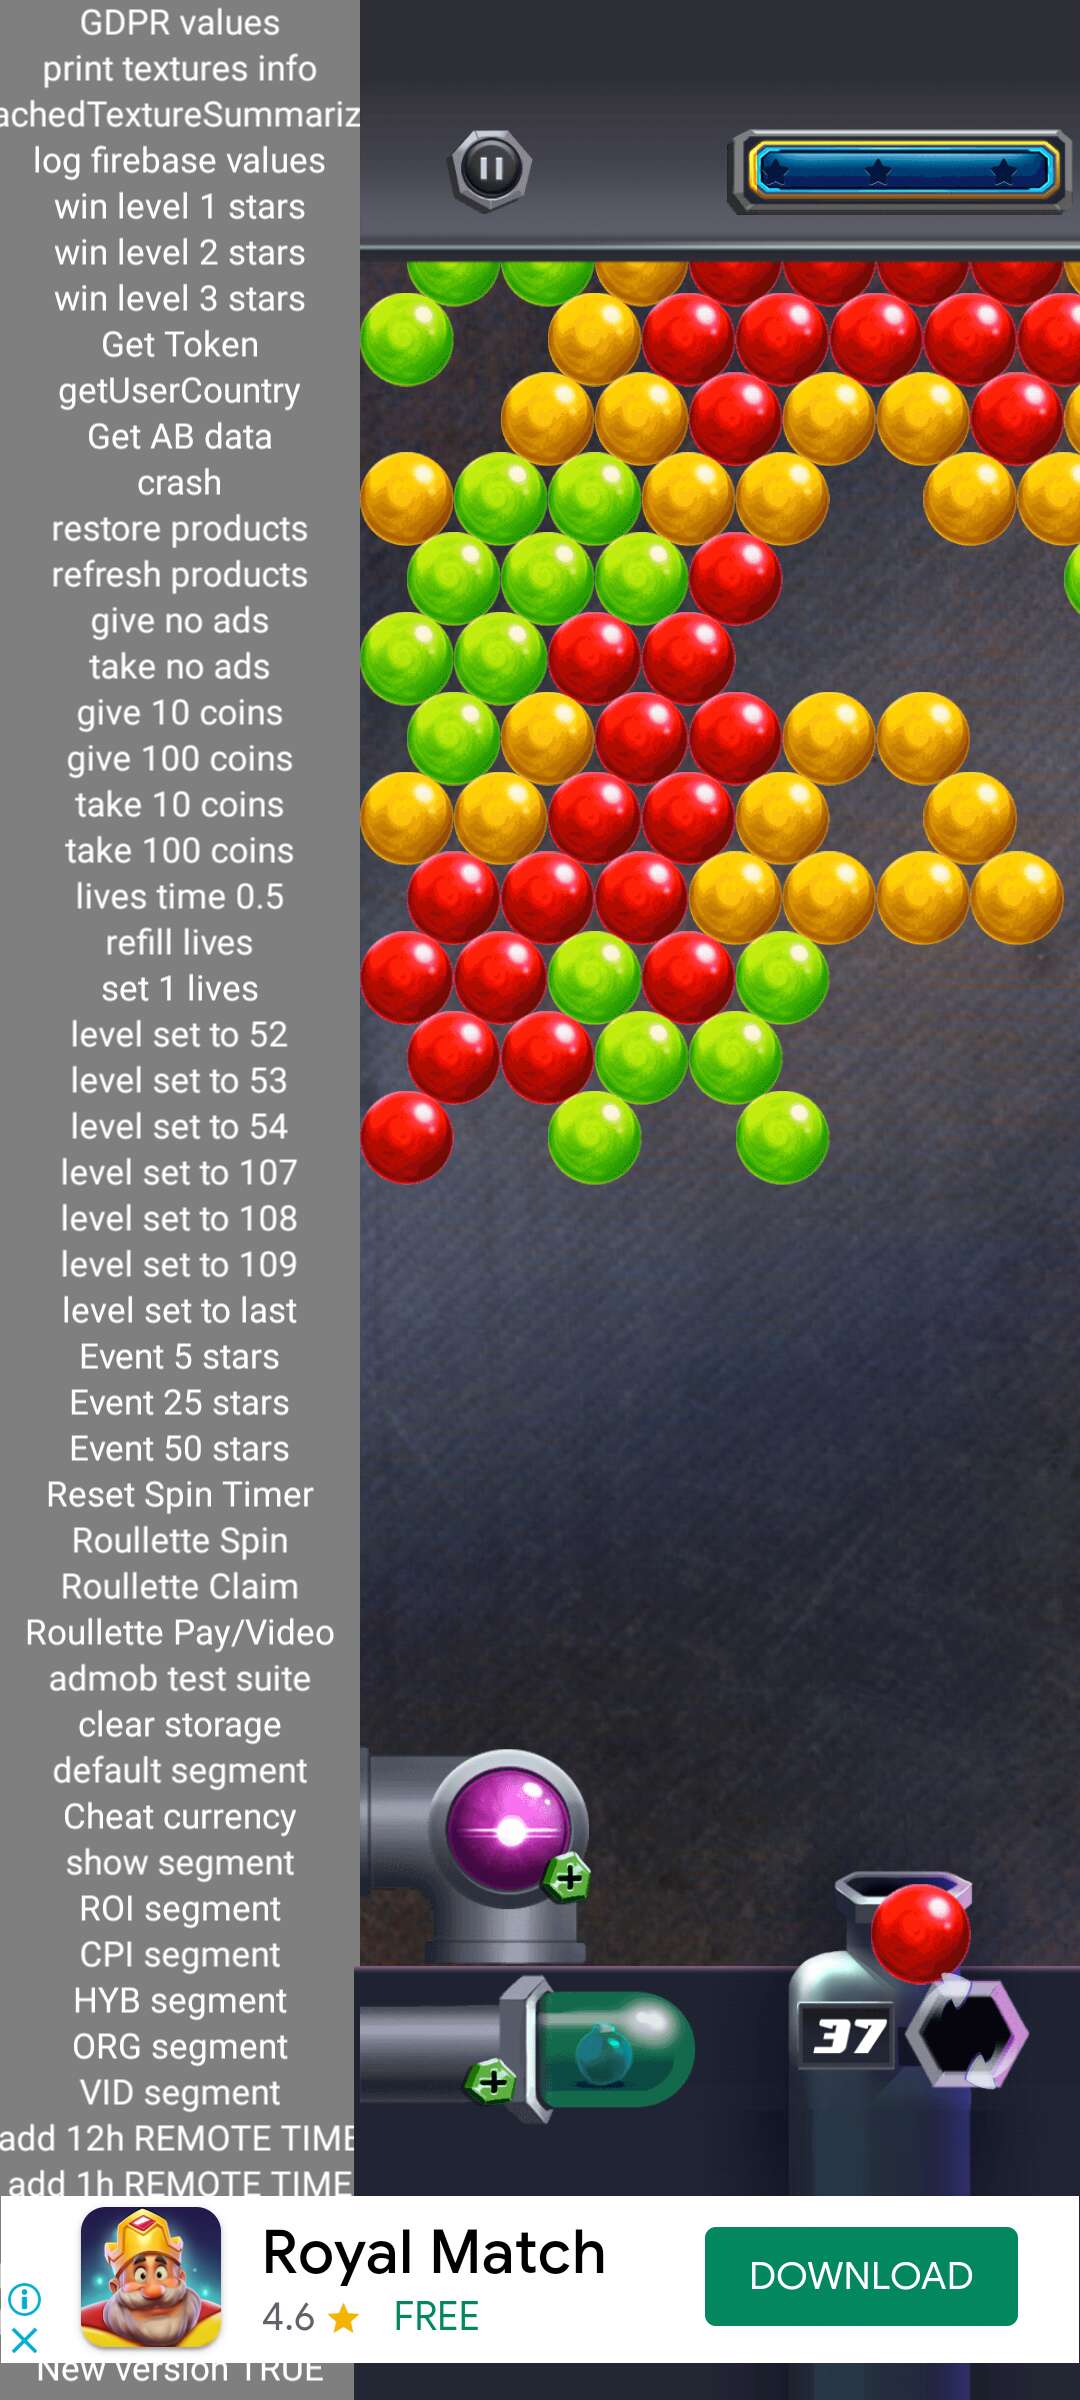 GDPR values
print textures info
achedTextureSummariz
log firebase values
win level 1 stars
win level 2 stars
win level 3 stars
Get Token
getUserCountry
Get AB data
crash
restore products
refresh products
give no ads
take no ads
give 10 coins
give 100 coins
take 10 coins
take 100 coins
lives time 0.5
refill lives
set 1 lives
level set to 52
level set to 53
level set to 54
level set to 107
level set to 108
level set to 109
level set to last
Event 5 stars
Event 25 stars
Event 50 stars
Reset Spin Timer
Roullette Spin
Roullette Claim
Roullette Pay/Video
admob test suite
clear storage
default segment
Cheat currency
show segment
ROI segment
CPI segment
HYB segment
ORG segment
VID segment
add 12h REMOTE TIME
add 1h REMOTE TIME
37
Royal Match
4.6 ★ FREE
DOWNLOAD
New version TRUE